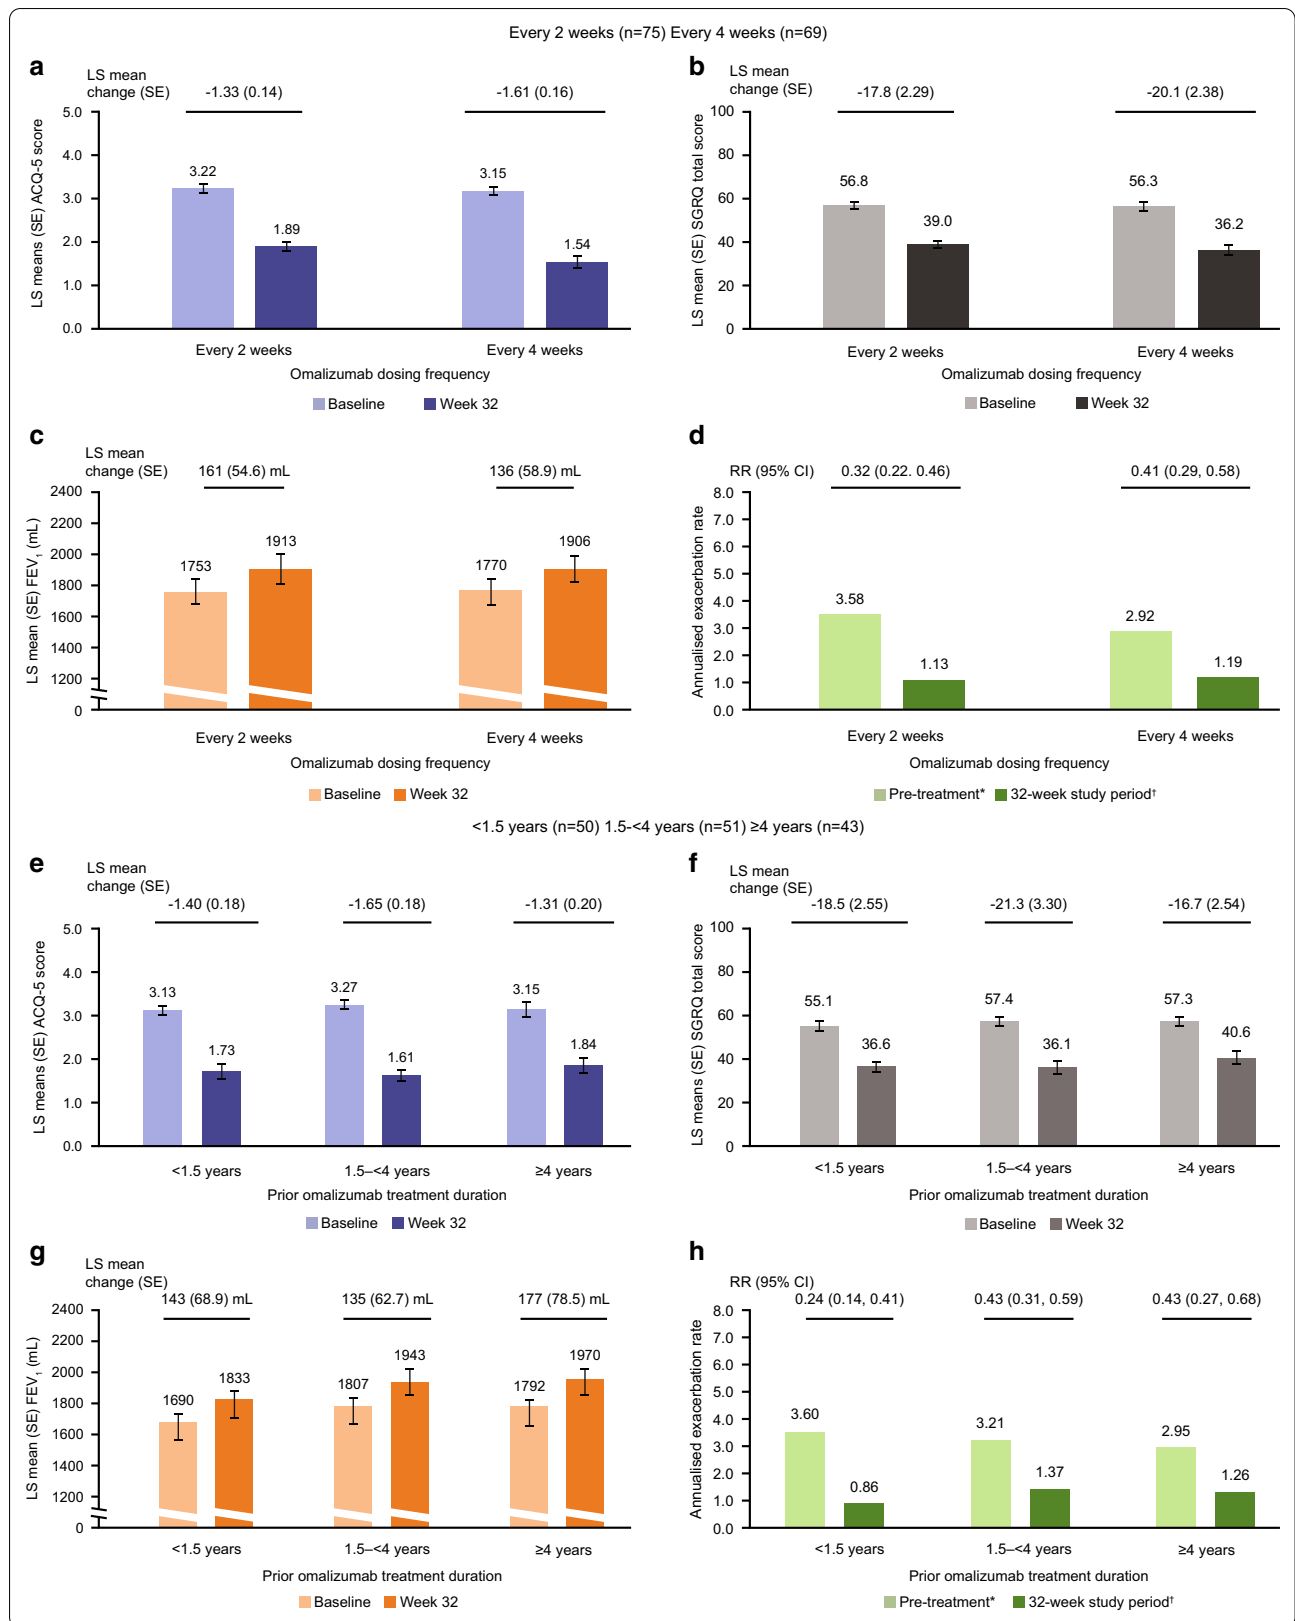 Every 2 weeks (n=75) Every 4 weeks (n=69)
a
LS mean
change (SE)
-1.33 (0.14)
-1.61 (0.16)
LS means (SE) ACQ-5 score
5.0
4.0
3.0
2.0
1.0
0.0
3.22
1.89
3.15
1.54
Every 2 weeks
Every 4 weeks
Omalizumab dosing frequency
Baseline
Week 32
b
LS mean
change (SE)
-17.8 (2.29)
-20.1 (2.38)
LS mean (SE) SGRQ total score
100
80
60
40
20
0
56.8
39.0
56.3
36.2
Every 2 weeks
Every 4 weeks
Omalizumab dosing frequency
Baseline
Week 32
c
LS mean
change (SE)
161 (54.6) mL
136 (58.9) mL
LS mean (SE) FEV₁ (mL)
2400
2200
2000
1800
1600
1400
1200
0
1753
1913
1770
1906
Every 2 weeks
Every 4 weeks
Omalizumab dosing frequency
Baseline
Week 32
d
RR (95% CI)
0.32 (0.22. 0.46)
0.41 (0.29, 0.58)
Annualised exacerbation rate
8.0
7.0
6.0
5.0
4.0
3.0
2.0
1.0
0.0
3.58
1.13
2.92
1.19
Every 2 weeks
Every 4 weeks
Omalizumab dosing frequency
Pre-treatment*
32-week study period†
<1.5 years (n=50) 1.5-<4 years (n=51) ≥4 years (n=43)
e
LS mean
change (SE)
-1.40 (0.18)
-1.65 (0.18)
-1.31 (0.20)
LS means (SE) ACQ-5 score
5.0
4.0
3.0
2.0
1.0
0.0
3.13
1.73
3.27
1.61
3.15
1.84
<1.5 years
1.5–<4 years
≥4 years
Prior omalizumab treatment duration
Baseline
Week 32
f
LS mean
change (SE)
-18.5 (2.55)
-21.3 (3.30)
-16.7 (2.54)
LS means (SE) SGRQ total score
100
80
60
40
20
0
55.1
36.6
57.4
36.1
57.3
40.6
<1.5 years
1.5–<4 years
≥4 years
Prior omalizumab treatment duration
Baseline
Week 32
g
LS mean
change (SE)
143 (68.9) mL
135 (62.7) mL
177 (78.5) mL
LS mean (SE) FEV₁ (mL)
2400
2200
2000
1800
1600
1400
1200
0
1690
1833
1807
1943
1792
1970
<1.5 years
1.5–<4 years
≥4 years
Prior omalizumab treatment duration
Baseline
Week 32
h
RR (95% CI)
0.24 (0.14, 0.41)
0.43 (0.31, 0.59)
0.43 (0.27, 0.68)
Annualised exacerbation rate
8.0
7.0
6.0
5.0
4.0
3.0
2.0
1.0
0.0
3.60
0.86
3.21
1.37
2.95
1.26
<1.5 years
1.5–<4 years
≥4 years
Prior omalizumab treatment duration
Pre-treatment*
32-week study period†